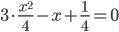 3·x²/4 − x + 1/4 = 0